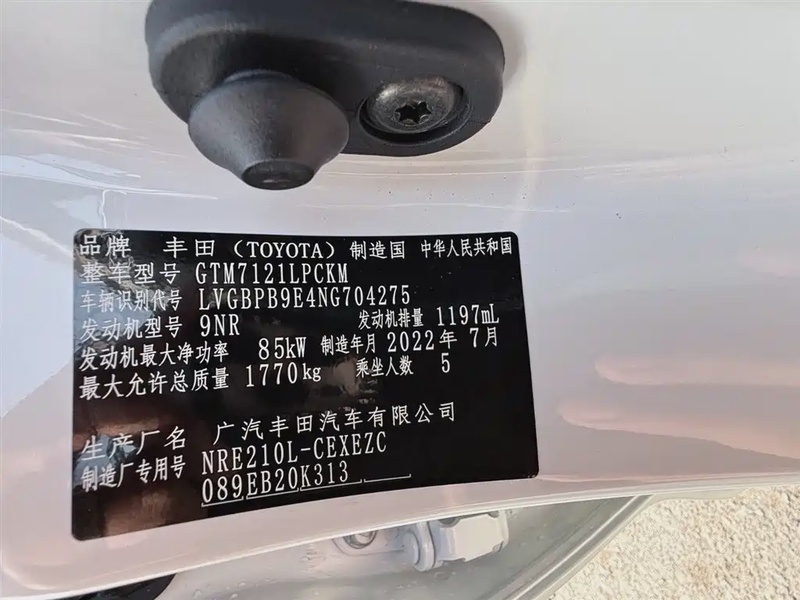 品牌 丰田（TOYOTA） 制造国 中华人民共和国
整车型号 GTM7121LPCKM
车辆识别代号 LVGBPB9E4NG704275
发动机型号 9NR 发动机排量 1197mL
发动机最大净功率 85kW 制造年月 2022年 7月
最大允许总质量 1770kg 乘坐人数 5
生产厂名 广汽丰田汽车有限公司
制造厂专用号 NRE210L-CEXEZC
089EB20K313